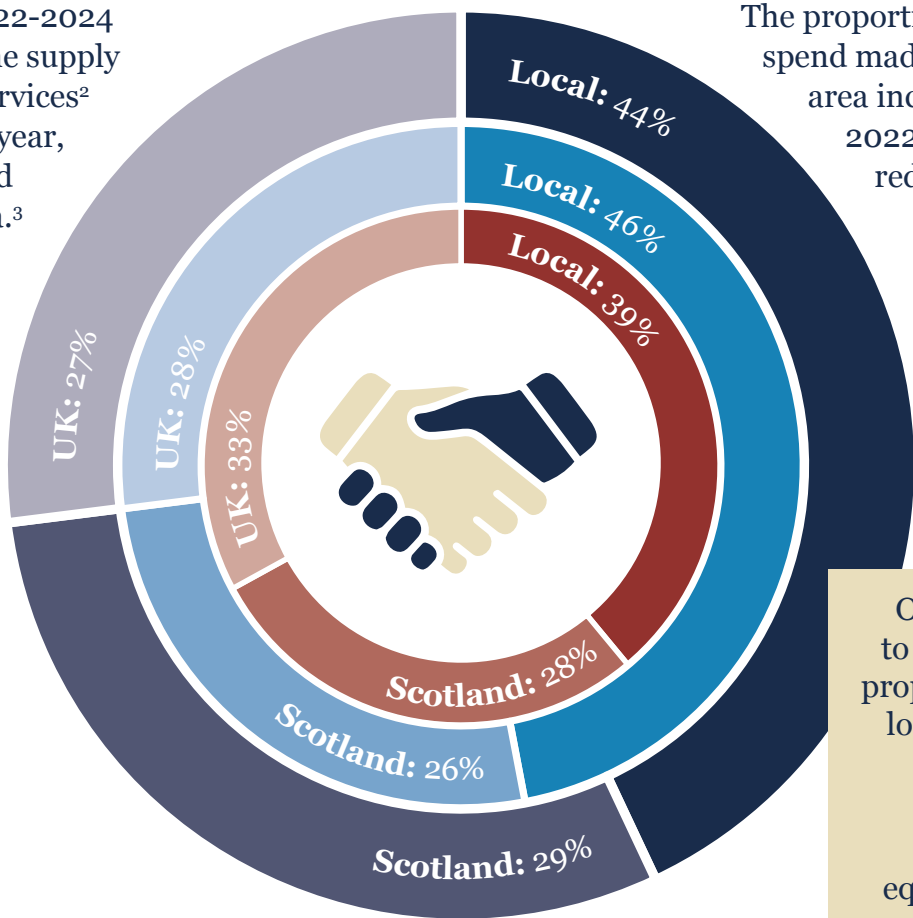 22-2024
e supply
rvices²
year,
d
.³
The proporti
spend mad
area inc
2022
red
Local: 44%
Local: 46%
Local: 39%
UK: 27%
UK: 28%
UK: 33%
Scotland: 28%
Scotland: 26%
Scotland: 29%
to
prop
lo
eq